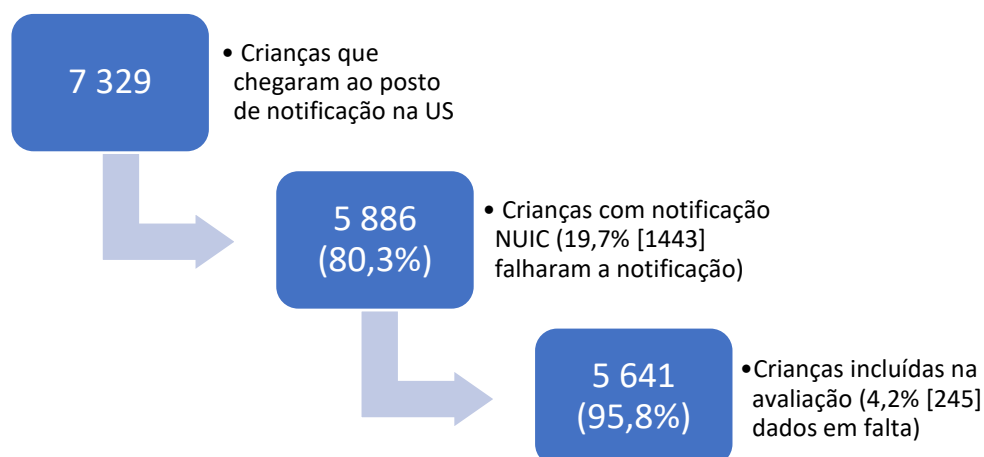 7 329
• Crianças que
chegaram ao posto
de notificação na US
5 886
(80,3%)
• Crianças com notificação
NUIC (19,7% [1443]
falharam a notificação)
5 641
(95,8%)
•Crianças incluídas na
avaliação (4,2% [245]
dados em falta)